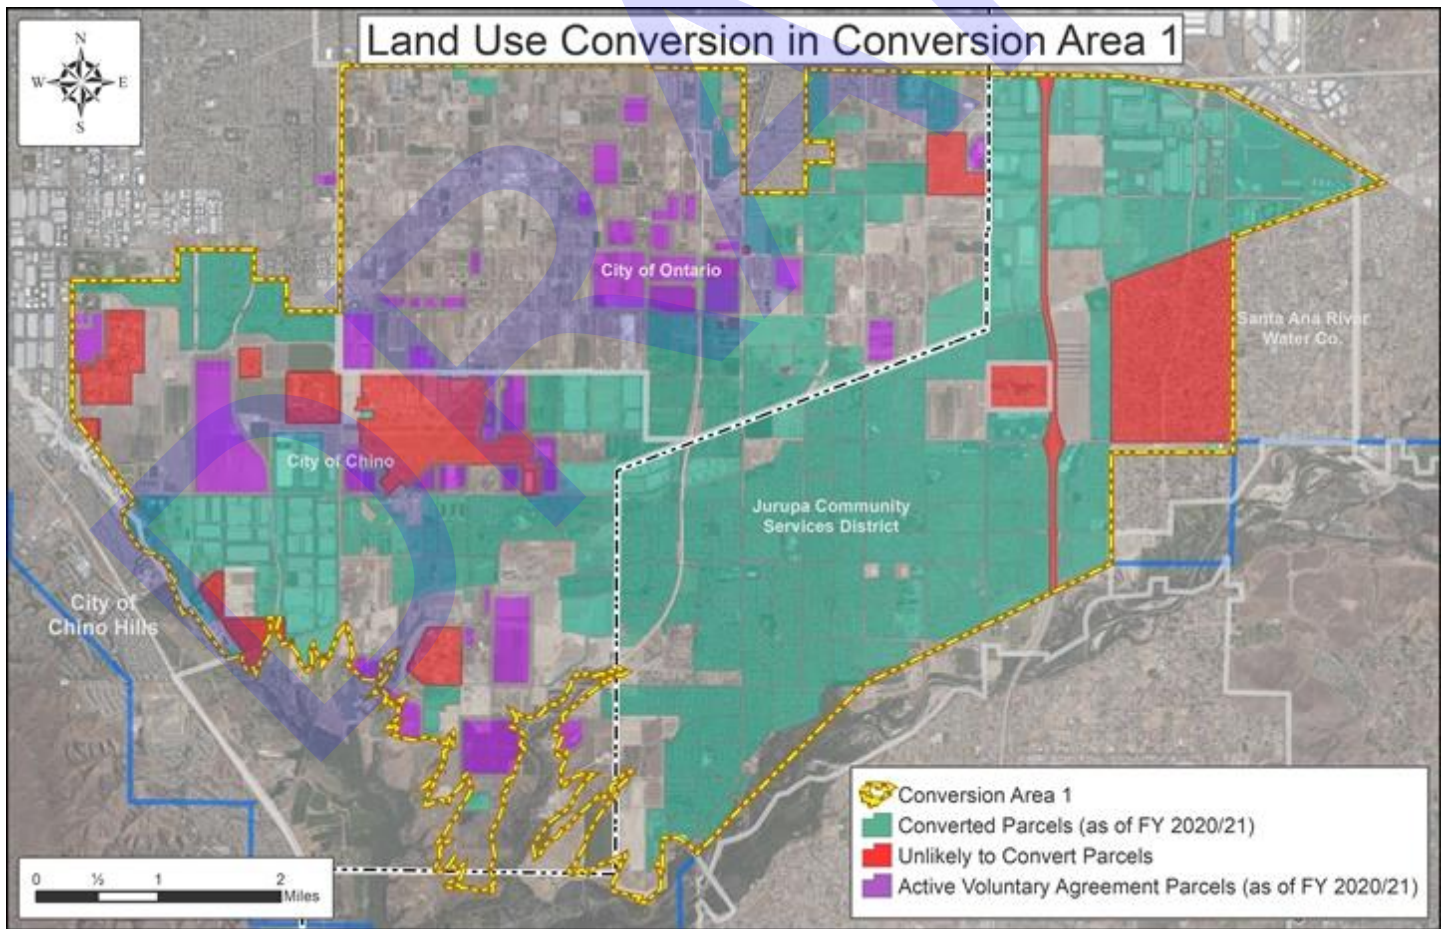 Land Use Conversion in Conversion Area 1
N
W E
S
City of Ontario
Santa Ana River
Water Co.
City of Chino
Jurupa Community
Services District
City of
Chino Hills
Conversion Area 1
Converted Parcels (as of FY 2020/21)
Unlikely to Convert Parcels
Active Voluntary Agreement Parcels (as of FY 2020/21)
0 ½ 1 2
Miles